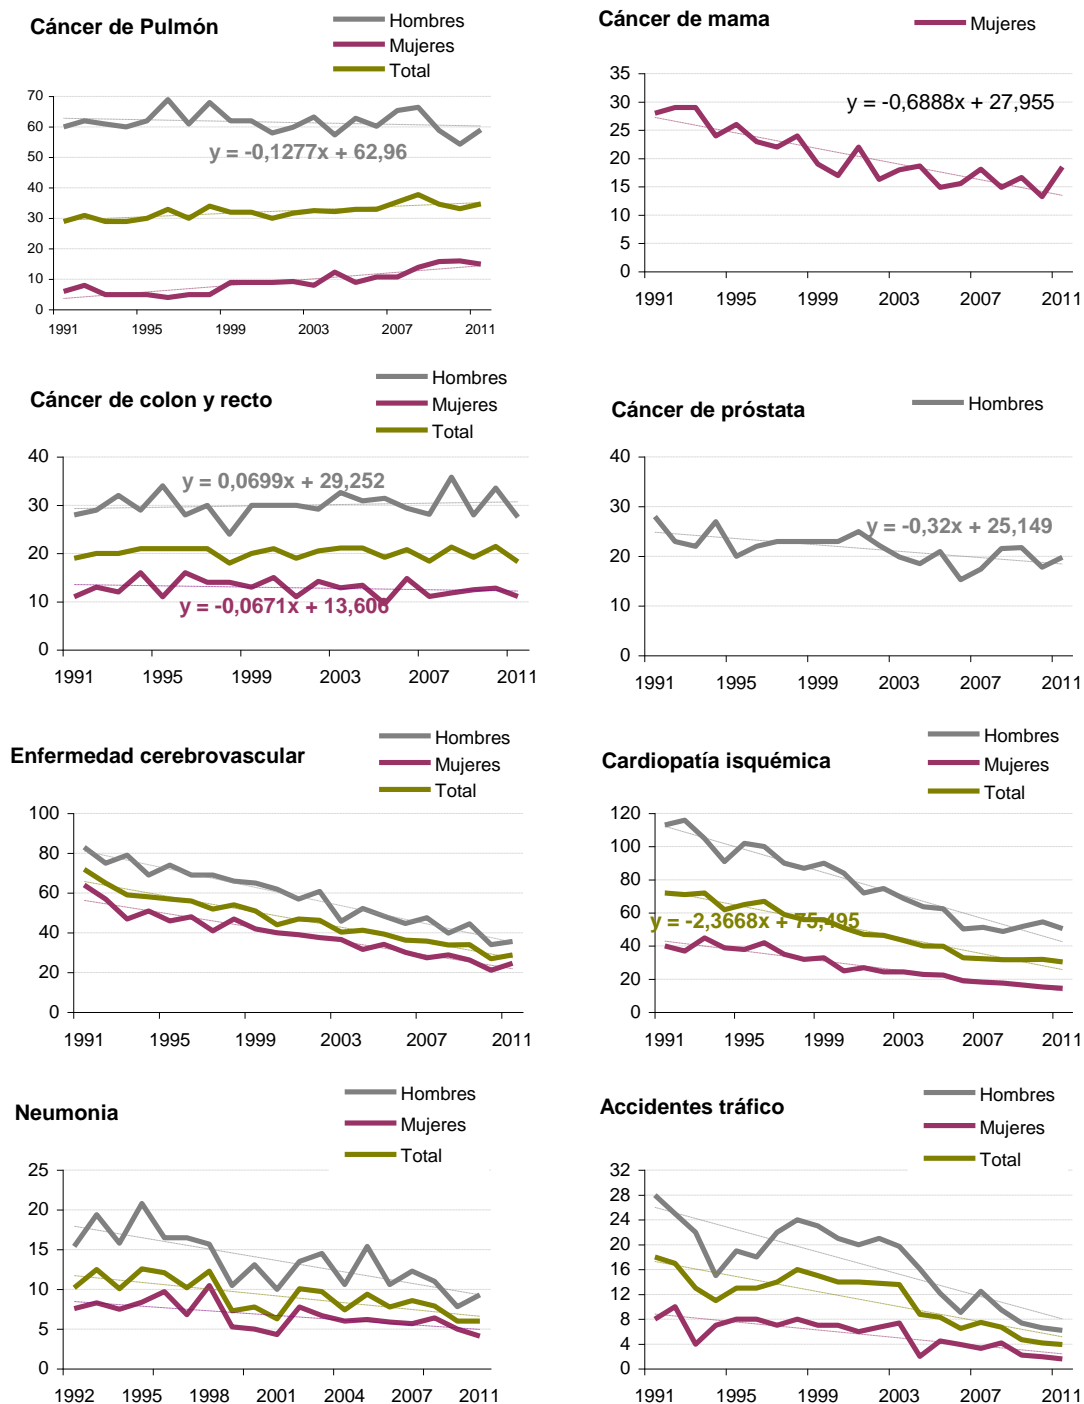 Cáncer de Pulmón
Hombres
Mujeres
Total
70
60
50
40
30
20
10
0
y = -0,1277x + 62,96
1991 1995 1999 2003 2007 2011
Cáncer de mama
Mujeres
35
30
25
20
15
10
5
0
y = -0,6888x + 27,955
1991 1995 1999 2003 2007 2011
Cáncer de colon y recto
Hombres
Mujeres
Total
40
30
20
10
0
y = 0,0699x + 29,252
y = -0,0671x + 13,606
1991 1995 1999 2003 2007 2011
Cáncer de próstata
Hombres
40
30
20
10
0
y = -0,32x + 25,149
1991 1995 1999 2003 2007 2011
Enfermedad cerebrovascular
Hombres
Mujeres
Total
100
80
60
40
20
0
1991 1995 1999 2003 2007 2011
Cardiopatía isquémica
Hombres
Mujeres
Total
120
100
80
60
40
20
0
y = -2,3668x + 75,495
1991 1995 1999 2003 2007 2011
Neumonia
Hombres
Mujeres
Total
25
20
15
10
5
0
1992 1995 1998 2001 2004 2007 2011
Accidentes tráfico
Hombres
Mujeres
Total
32
28
24
20
16
12
8
4
0
1991 1995 1999 2003 2007 2011